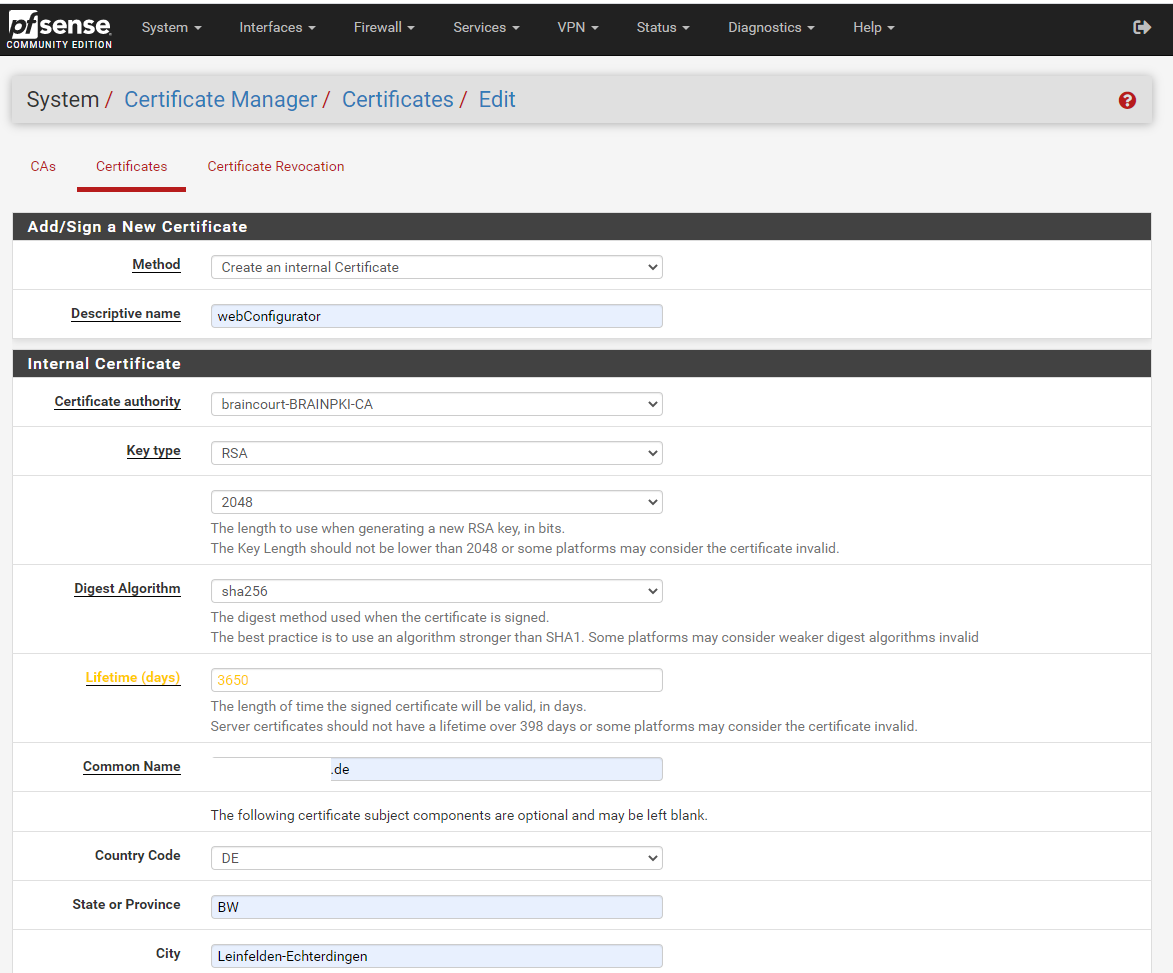 pfsense
COMMUNITY EDITION
System Interfaces Firewall Services VPN Status Diagnostics Help
System / Certificate Manager / Certificates / Edit
CAs Certificates Certificate Revocation
Add/Sign a New Certificate
Method Create an internal Certificate
Descriptive name webConfigurator
Internal Certificate
Certificate authority braincourt-BRAINPKI-CA
Key type RSA
2048
The length to use when generating a new RSA key, in bits.
The Key Length should not be lower than 2048 or some platforms may consider the certificate invalid.
Digest Algorithm sha256
The digest method used when the certificate is signed.
The best practice is to use an algorithm stronger than SHA1. Some platforms may consider weaker digest algorithms invalid
Lifetime (days) 3650
The length of time the signed certificate will be valid, in days.
Server certificates should not have a lifetime over 398 days or some platforms may consider the certificate invalid.
Common Name .de
The following certificate subject components are optional and may be left blank.
Country Code DE
State or Province BW
City Leinfelden-Echterdingen